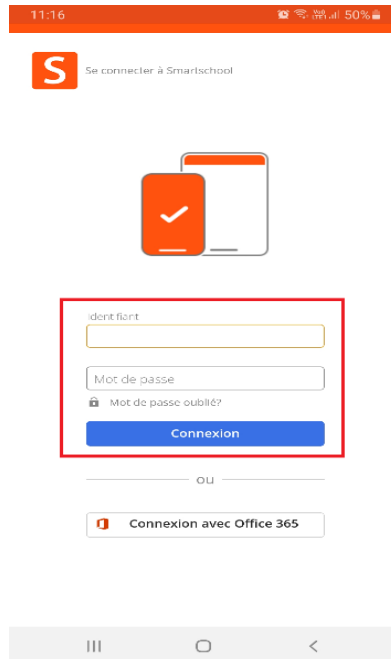 11:16 50%
S
Se connecter à Smartschool
Identifiant
Mot de passe
Mot de passe oublié?
Connexion
ou
Connexion avec Office 365